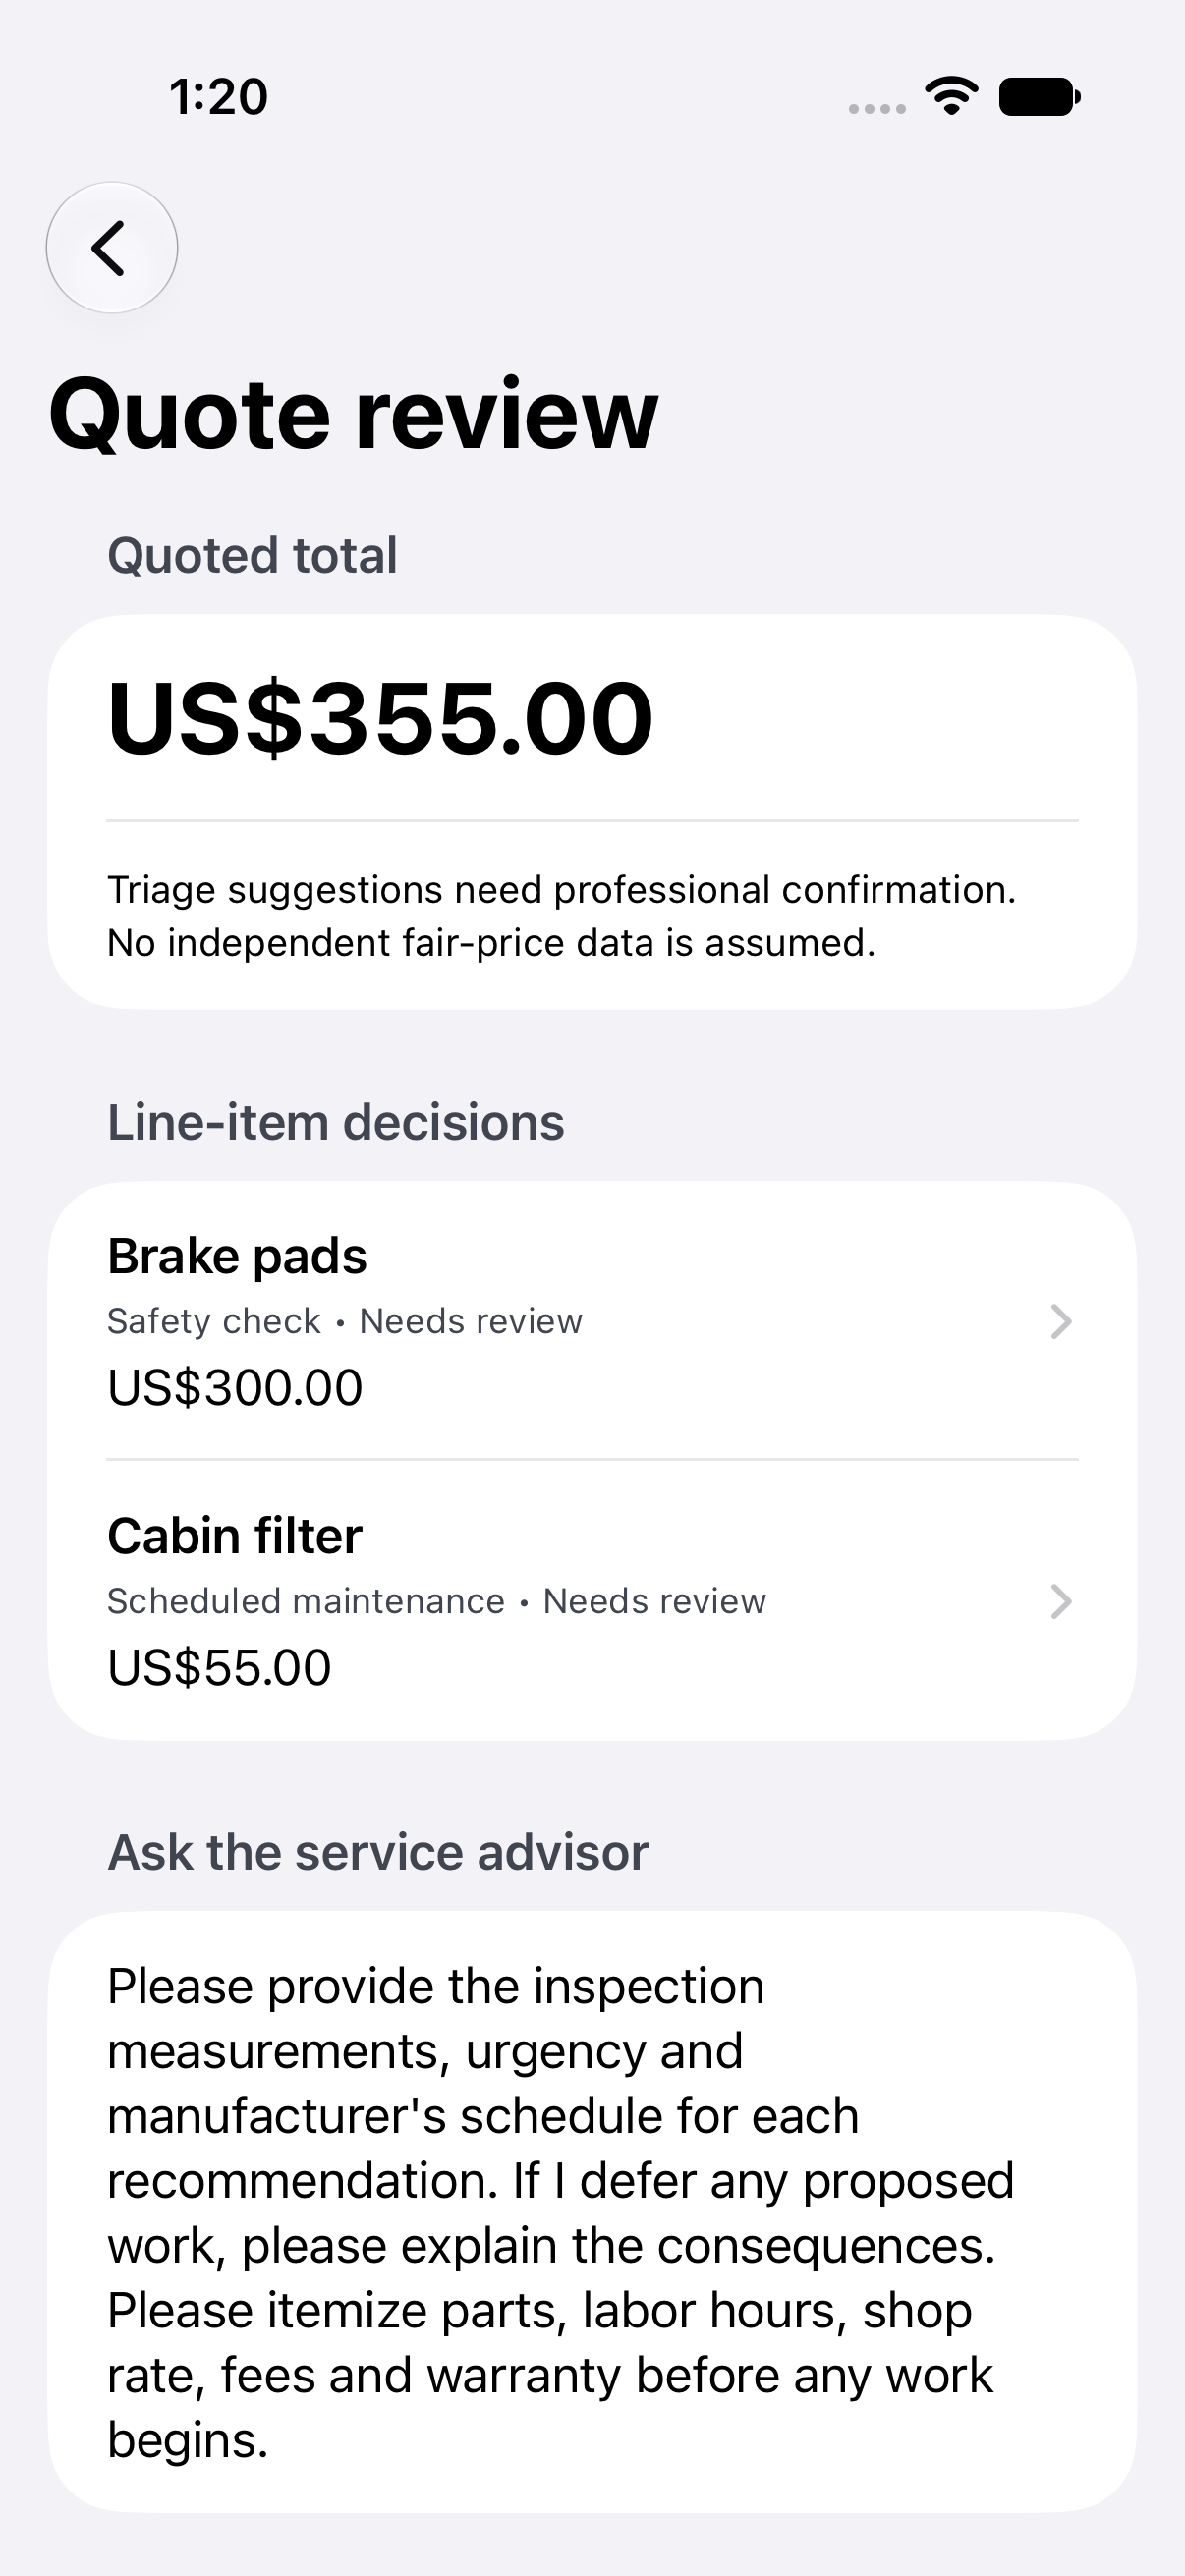 1:20
Quote review
Quoted total
US$355.00
Triage suggestions need professional confirmation.
No independent fair-price data is assumed.
Line-item decisions
Brake pads
Safety check • Needs review
US$300.00
Cabin filter
Scheduled maintenance • Needs review
US$55.00
Ask the service advisor
Please provide the inspection
measurements, urgency and
manufacturer's schedule for each
recommendation. If I defer any proposed
work, please explain the consequences.
Please itemize parts, labor hours, shop
rate, fees and warranty before any work
begins.